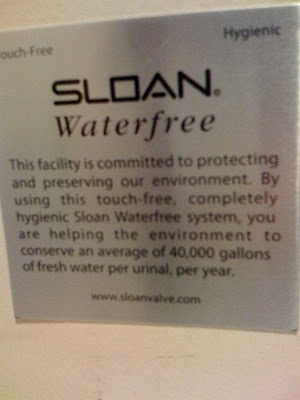 Touch-Free
Hygienic
SLOAN®
Waterfree
This facility is committed to protecting
and preserving our environment. By
using this touch-free, completely
hygienic Sloan Waterfree system, you
are helping the environment to
conserve an average of 40,000 gallons
of fresh water per urinal, per year.
www.sloanvalve.com